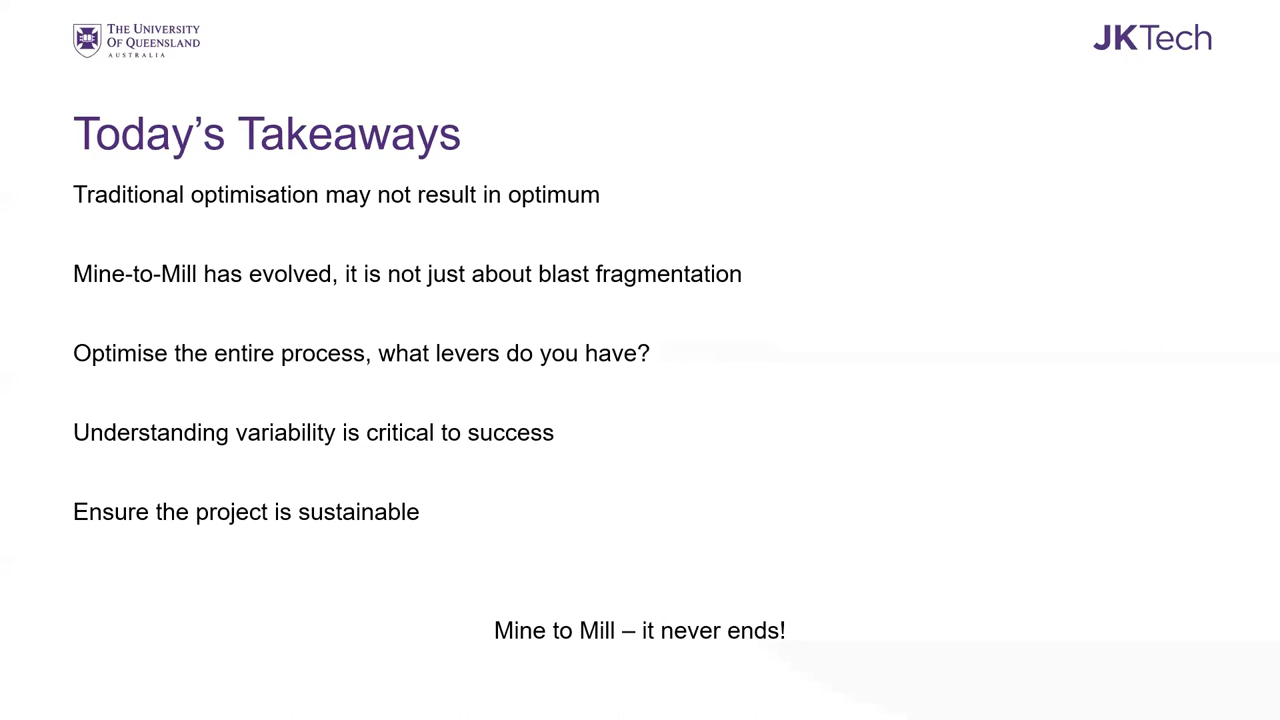 THE UNIVERSITY
OF QUEENSLAND
AUSTRALIA
JKTech
Today’s Takeaways
Traditional optimisation may not result in optimum
Mine-to-Mill has evolved, it is not just about blast fragmentation
Optimise the entire process, what levers do you have?
Understanding variability is critical to success
Ensure the project is sustainable
Mine to Mill – it never ends!